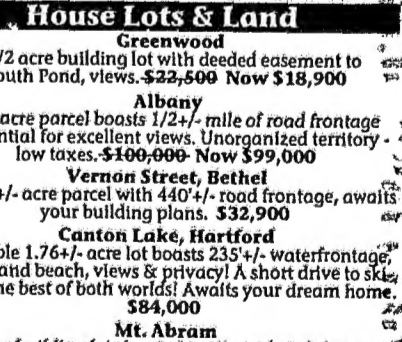 House Lots & Land
Greenwood
/2 acre building lot with deeded easement to
outh Pond, views. $22,500 Now $18,900
Albany
acre parcel boasts 1/2+/- mile of road frontage
ntial for excellent views. Unorganized territory -
low taxes. $100,000 Now $99,000
Vernon Street, Bethel
+/- acre parcel with 440'+/- road frontage, awaits
your building plans. $32,900
Canton Lake, Hartford
ble 1.76+/- acre lot boasts 235'+/- waterfrontage,
and beach, views & privacy! A short drive to ski,
he best of both worlds! Awaits your dream home.
$84,000
Mt. Abram